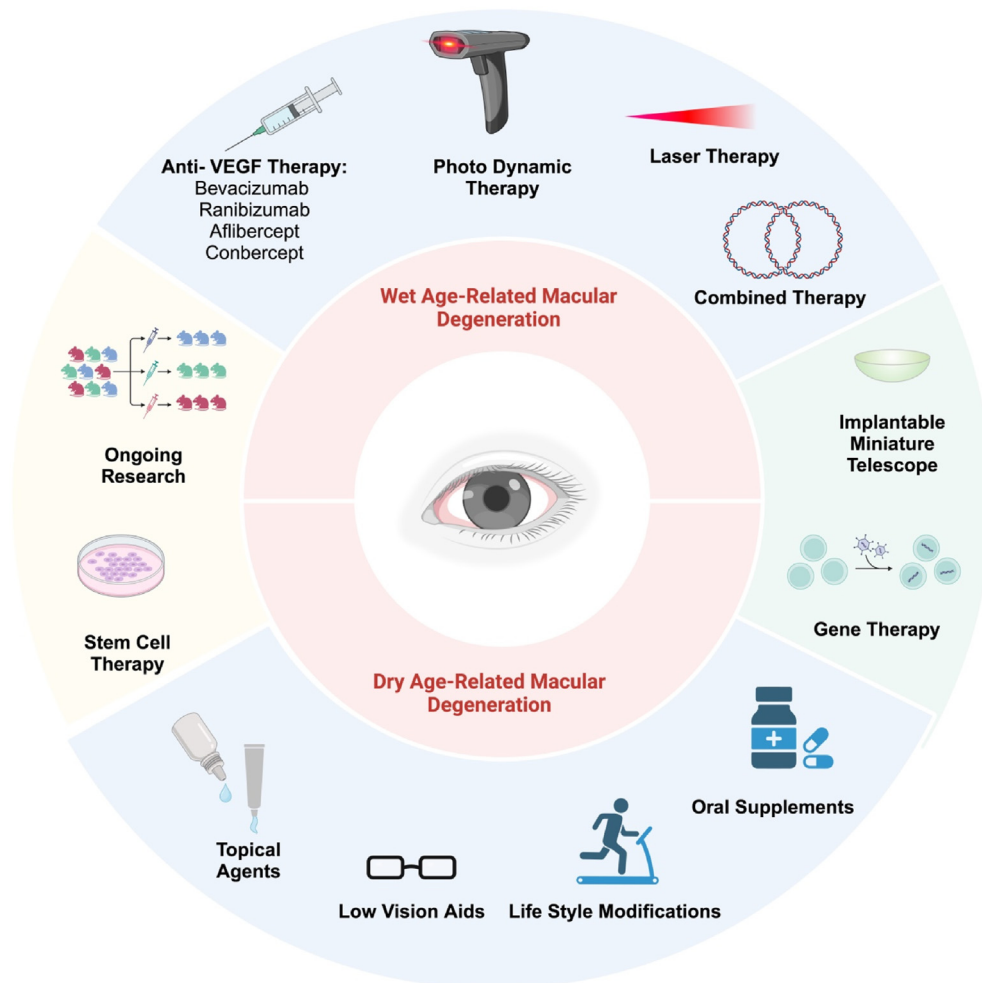 Anti- VEGF Therapy:
Bevacizumab
Ranibizumab
Aflibercept
Conbercept
Photo Dynamic
Therapy
Laser Therapy
Combined Therapy
Wet Age-Related Macular
Degeneration
Implantable
Miniature
Telescope
Ongoing
Research
Gene Therapy
Stem Cell
Therapy
Dry Age-Related Macular
Degeneration
Oral Supplements
Topical
Agents
Low Vision Aids
Life Style Modifications